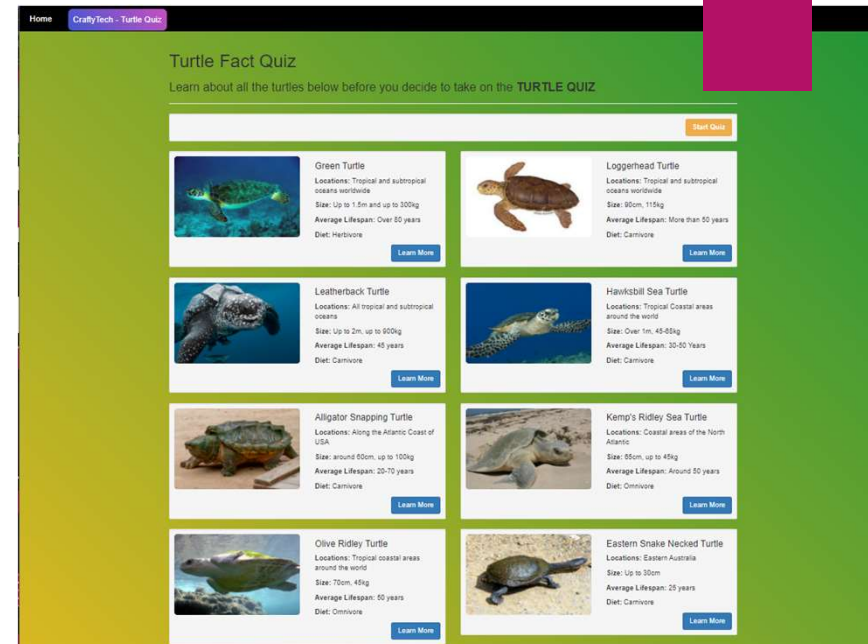 Home
CraftyTech - Turtle Quiz
Turtle Fact Quiz
Learn about all the turtles below before you decide to take on the TURTLE QUIZ
Start Quiz
Green Turtle
Locations: Tropical and subtropical
oceans worldwide
Size: Up to 1.5m and up to 300kg
Average Lifespan: Over 80 years
Diet: Herbivore
Learn More
Loggerhead Turtle
Locations: Tropical and subtropical
oceans worldwide
Size: 90cm, 115kg
Average Lifespan: More than 50 years
Diet: Carnivore
Learn More
Leatherback Turtle
Locations: All tropical and subtropical
oceans
Size: Up to 2m, up to 900kg
Average Lifespan: 45 years
Diet: Carnivore
Learn More
Hawksbill Sea Turtle
Locations: Tropical Coastal areas
around the world
Size: Over 1m, 45-68kg
Average Lifespan: 30-50 Years
Diet: Carnivore
Learn More
Alligator Snapping Turtle
Locations: Along the Atlantic Coast of
USA
Size: around 60cm, up to 100kg
Average Lifespan: 20-70 years
Diet: Carnivore
Learn More
Kemp's Ridley Sea Turtle
Locations: Coastal areas of the North
Atlantic
Size: 65cm, up to 45kg
Average Lifespan: Around 50 years
Diet: Omnivore
Learn More
Olive Ridley Turtle
Locations: Tropical coastal areas
around the world
Size: 70cm, 45kg
Average Lifespan: 50 years
Diet: Omnivore
Learn More
Eastern Snake Necked Turtle
Locations: Eastern Australia
Size: Up to 30cm
Average Lifespan: 25 years
Diet: Carnivore
Learn More